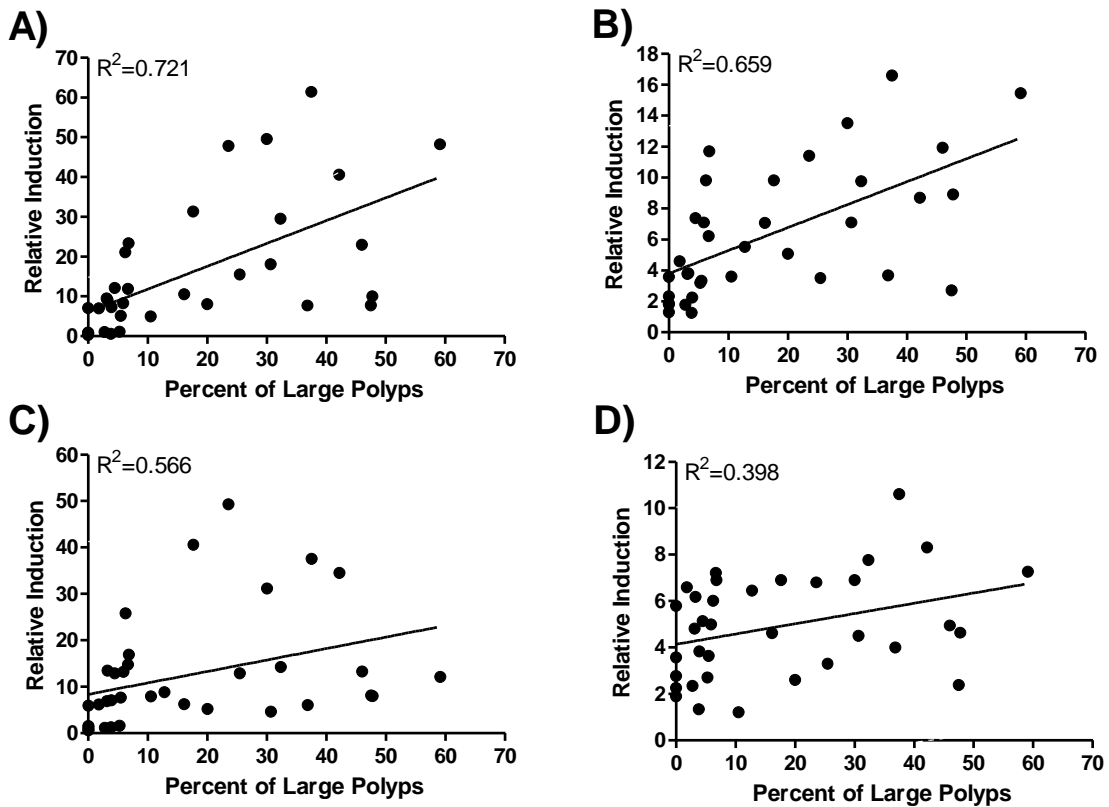 A)
R²=0.721
Relative Induction
70
60
50
40
30
20
10
0
0 10 20 30 40 50 60 70
Percent of Large Polyps
B)
R²=0.659
Relative Induction
18
16
14
12
10
8
6
4
2
0
0 10 20 30 40 50 60 70
Percent of Large Polyps
C)
R²=0.566
Relative Induction
60
50
40
30
20
10
0
0 10 20 30 40 50 60 70
Percent of Large Polyps
D)
R²=0.398
Relative Induction
12
10
8
6
4
2
0
0 10 20 30 40 50 60 70
Percent of Large Polyps